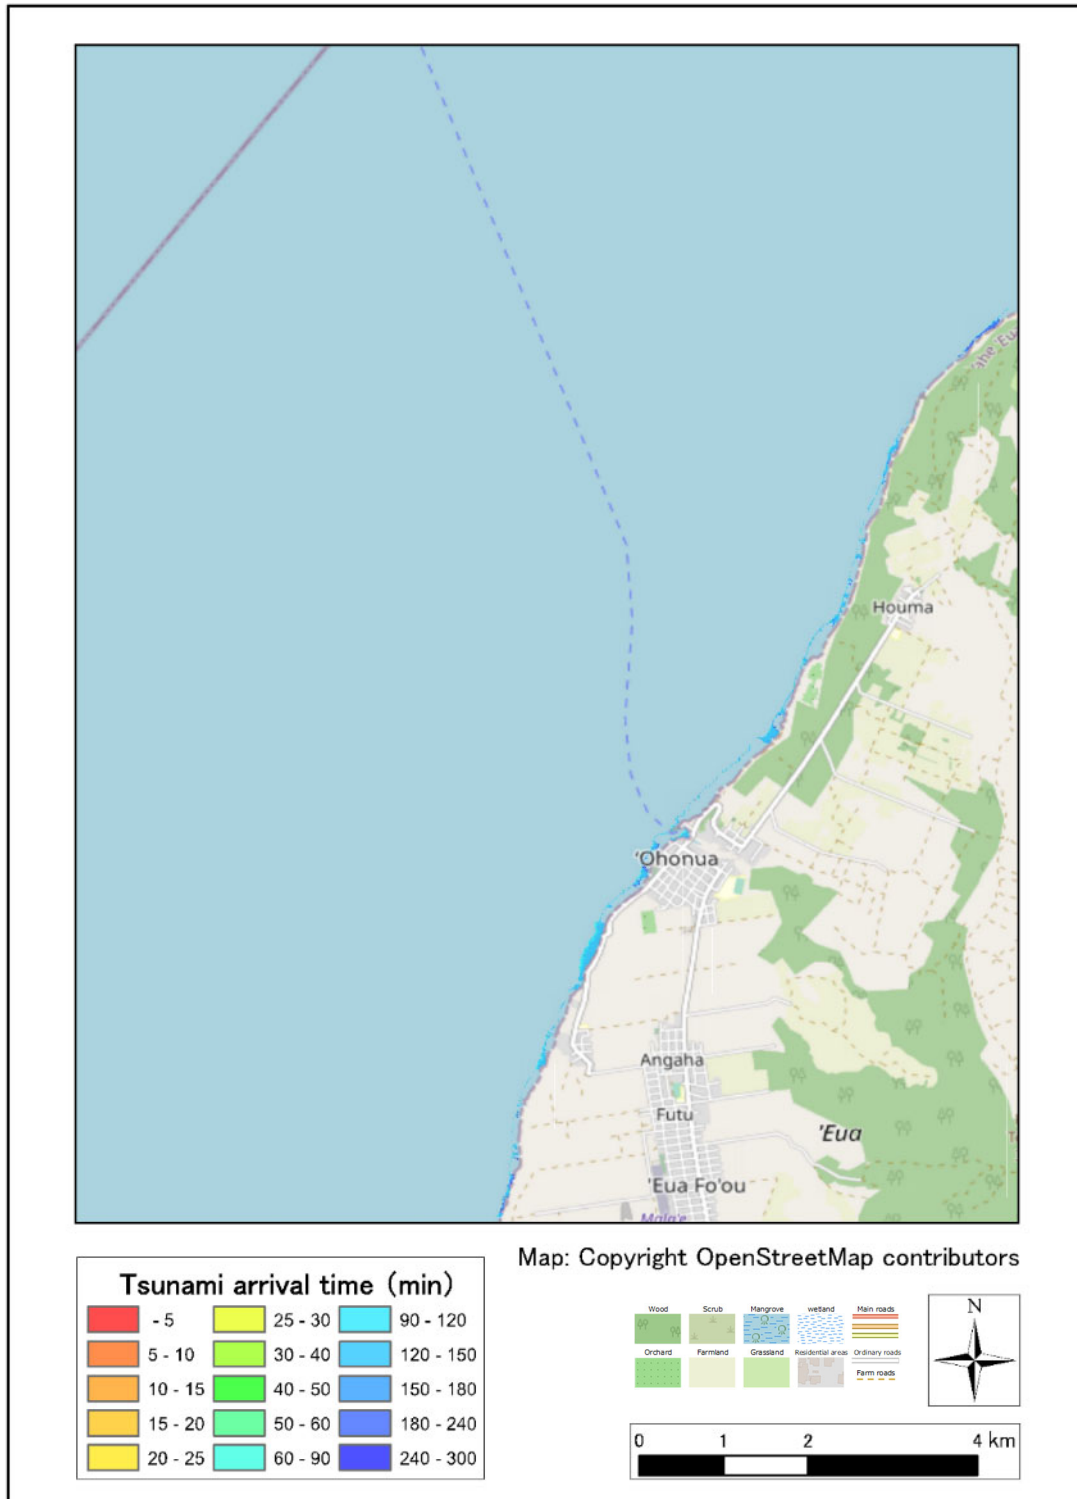 Houma
'Ohonua
Angaha
Futu
'Eua
'Eua Fo'ou
Map: Copyright OpenStreetMap contributors
Tsunami arrival time (min)
- 5
25 - 30
90 - 120
5 - 10
30 - 40
120 - 150
10 - 15
40 - 50
150 - 180
15 - 20
50 - 60
180 - 240
20 - 25
60 - 90
240 - 300
Wood
Scrub
Mangrove
wetland
Main roads
Orchard
Farmland
Grassland
Residential areas
Ordinary roads
Farm roads
N
0 1 2 4 km